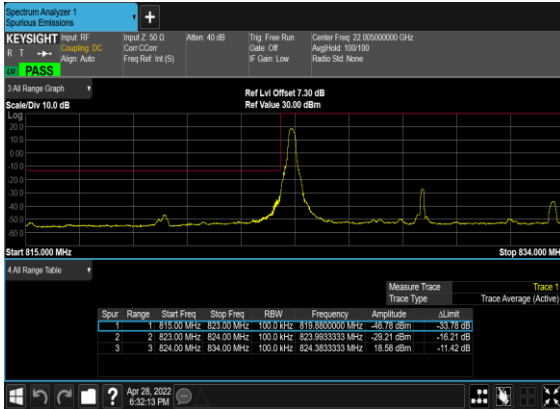 Spectrum Analyzer 1
Spurious Emissions
KEYSIGHT
R T
PASS
Input: RF
Coupling: DC
Align: Auto
Input Z: 50 Ω
Corr CCorr
Freq Ref: Int (S)
Atten: 40 dB
Trig: Free Run
Gate: Off
IF Gain: Low
Center Freq: 22.005000000 GHz
Avg|Hold: 100/100
Radio Std: None
3 All Range Graph
Scale/Div 10.0 dB
Ref Lvl Offset 7.30 dB
Ref Value 30.00 dBm
Log
20.0
10.0
0.00
-10.0
-20.0
-30.0
-40.0
-50.0
-60.0
Start 815.000 MHz
Stop 834.000 MH
4 All Range Table
Measure Trace Trace 1
Trace Type Trace Average (Active)
Spur Range Start Freq Stop Freq RBW Frequency Amplitude ΔLimit
1 1 815.00 MHz 823.00 MHz 100.0 kHz 819.8800000 MHz -46.78 dBm -33.78 dB
2 2 823.00 MHz 824.00 MHz 100.0 kHz 823.9933333 MHz -29.21 dBm -16.21 dB
3 3 824.00 MHz 834.00 MHz 100.0 kHz 824.3833333 MHz 18.58 dBm -11.42 dB
Apr 28, 2022
6:32:13 PM